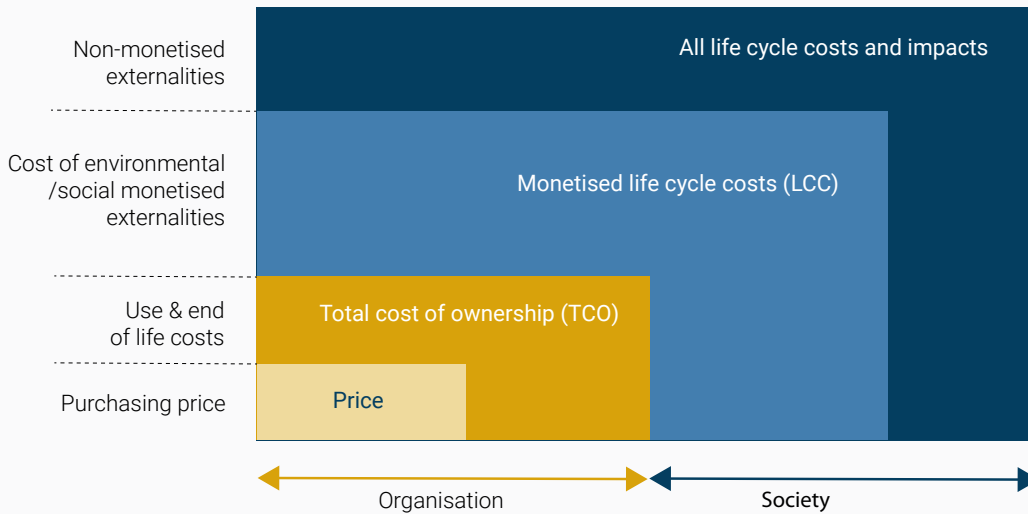 Non-monetised
externalities
All life cycle costs and impacts
Cost of environmental
/social monetised
externalities
Monetised life cycle costs (LCC)
Use & end
of life costs
Total cost of ownership (TCO)
Purchasing price
Price
Organisation
Society